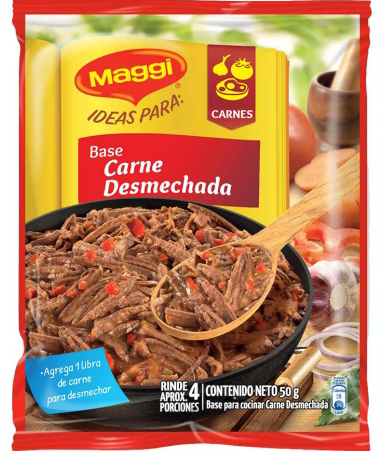 Maggi
IDEAS PARA:
CARNES
Base
Carne
Desmechada
•Agrega 1 libra
de carne
para desmechar
RINDE 4
APROX.
PORCIONES
CONTENIDO NETO 50 g
Base para cocinar Carne Desmechada